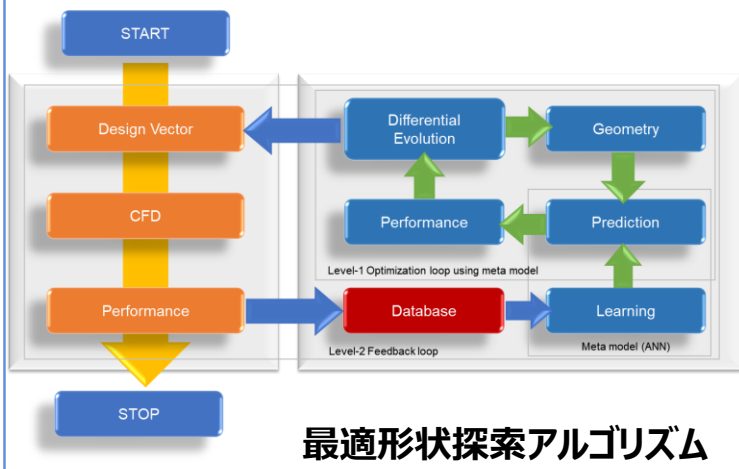 START
Design Vector
Differential
Evolution
Geometry
CFD
Performance
Prediction
Level-1 Optimization loop using meta model
Performance
Database
Learning
Level-2 Feedback loop
Meta model (ANN)
STOP
最適形状探索アルゴリズム